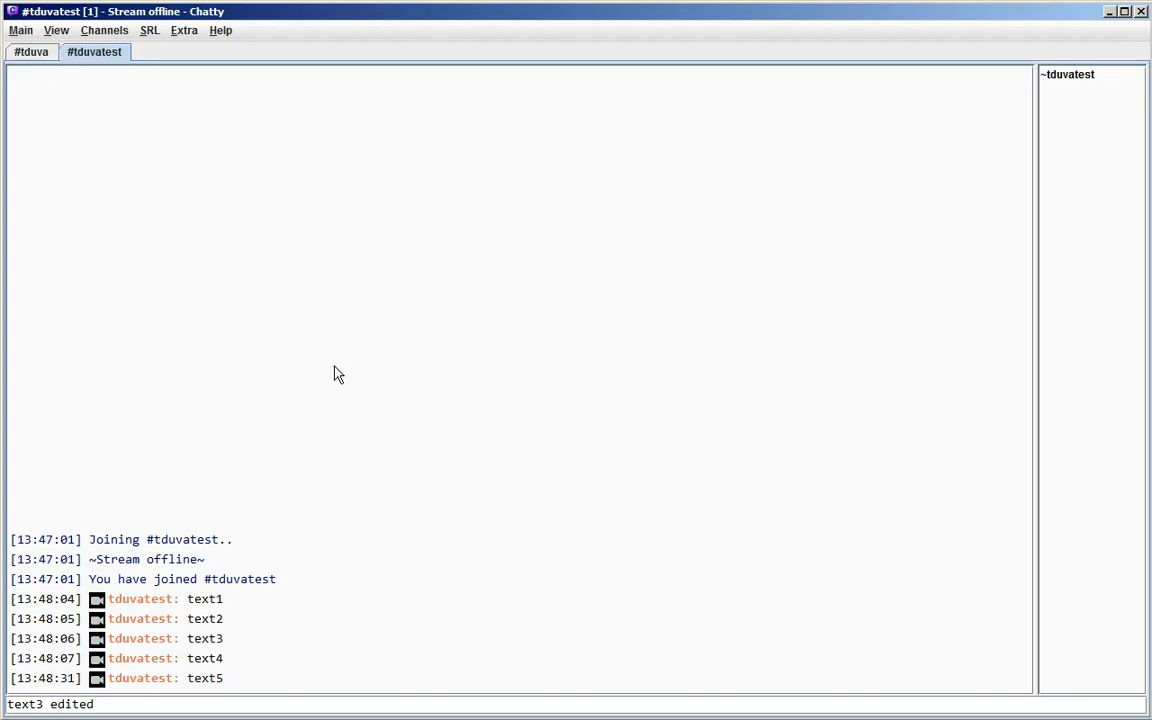 #tduvatest [1] - Stream offline - Chatty
Main View Channels SRL Extra Help
#tduva #tduvatest
~tduvatest
[13:47:01] Joining #tduvatest..
[13:47:01] ~Stream offline~
[13:47:01] You have joined #tduvatest
[13:48:04] tduvatest: text1
[13:48:05] tduvatest: text2
[13:48:06] tduvatest: text3
[13:48:07] tduvatest: text4
[13:48:31] tduvatest: text5
text3 edited